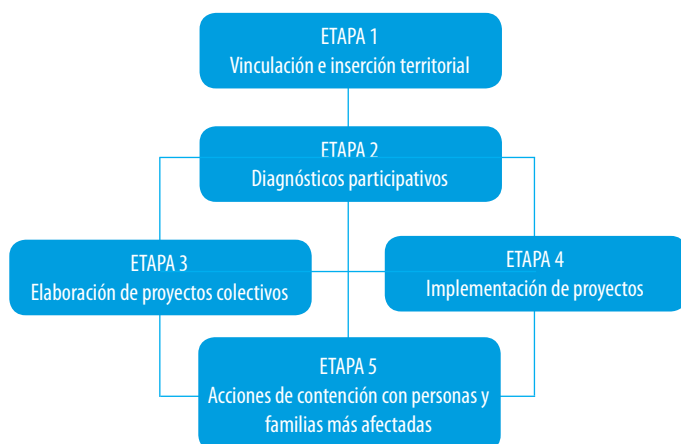 ETAPA 1
Vinculación e inserción territorial
ETAPA 2
Diagnósticos participativos
ETAPA 3
Elaboración de proyectos colectivos
ETAPA 4
Implementación de proyectos
ETAPA 5
Acciones de contención con personas y
familias más afectadas